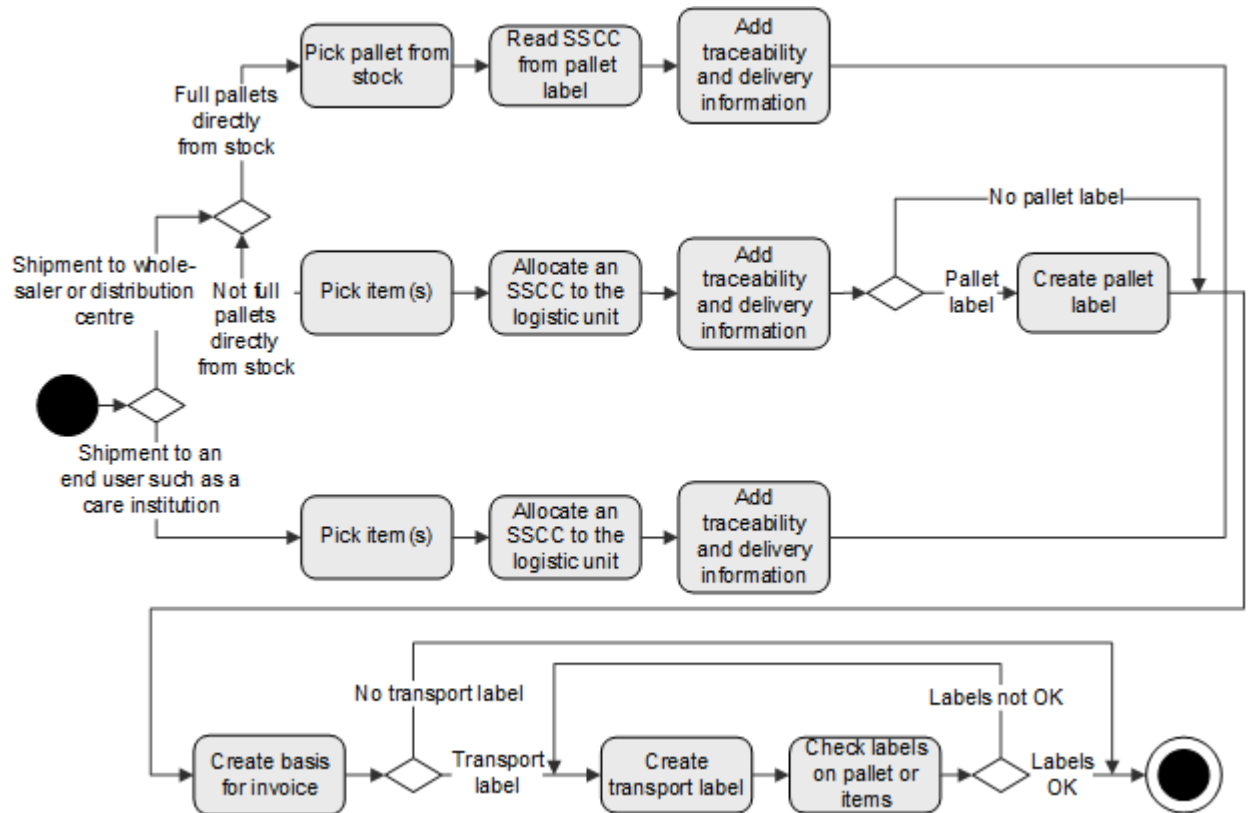 Pick pallet from
stock
Read SSCC
from pallet
label
Add
traceability
and delivery
information
Full pallets
directly
from stock
No pallet label
Shipment to whole-
saler or distribution
centre
Not full
pallets
directly
from stock
Pick item(s)
Allocate an
SSCC to the
logistic unit
Add
traceability
and delivery
information
Pallet
label
Create pallet
label
Shipment to an
end user such as a
care institution
Pick item(s)
Allocate an
SSCC to the
logistic unit
Add
traceability
and delivery
information
No transport label
Labels not OK
Create basis
for invoice
Transport
label
Create
transport label
Check labels
on pallet or
items
Labels
OK